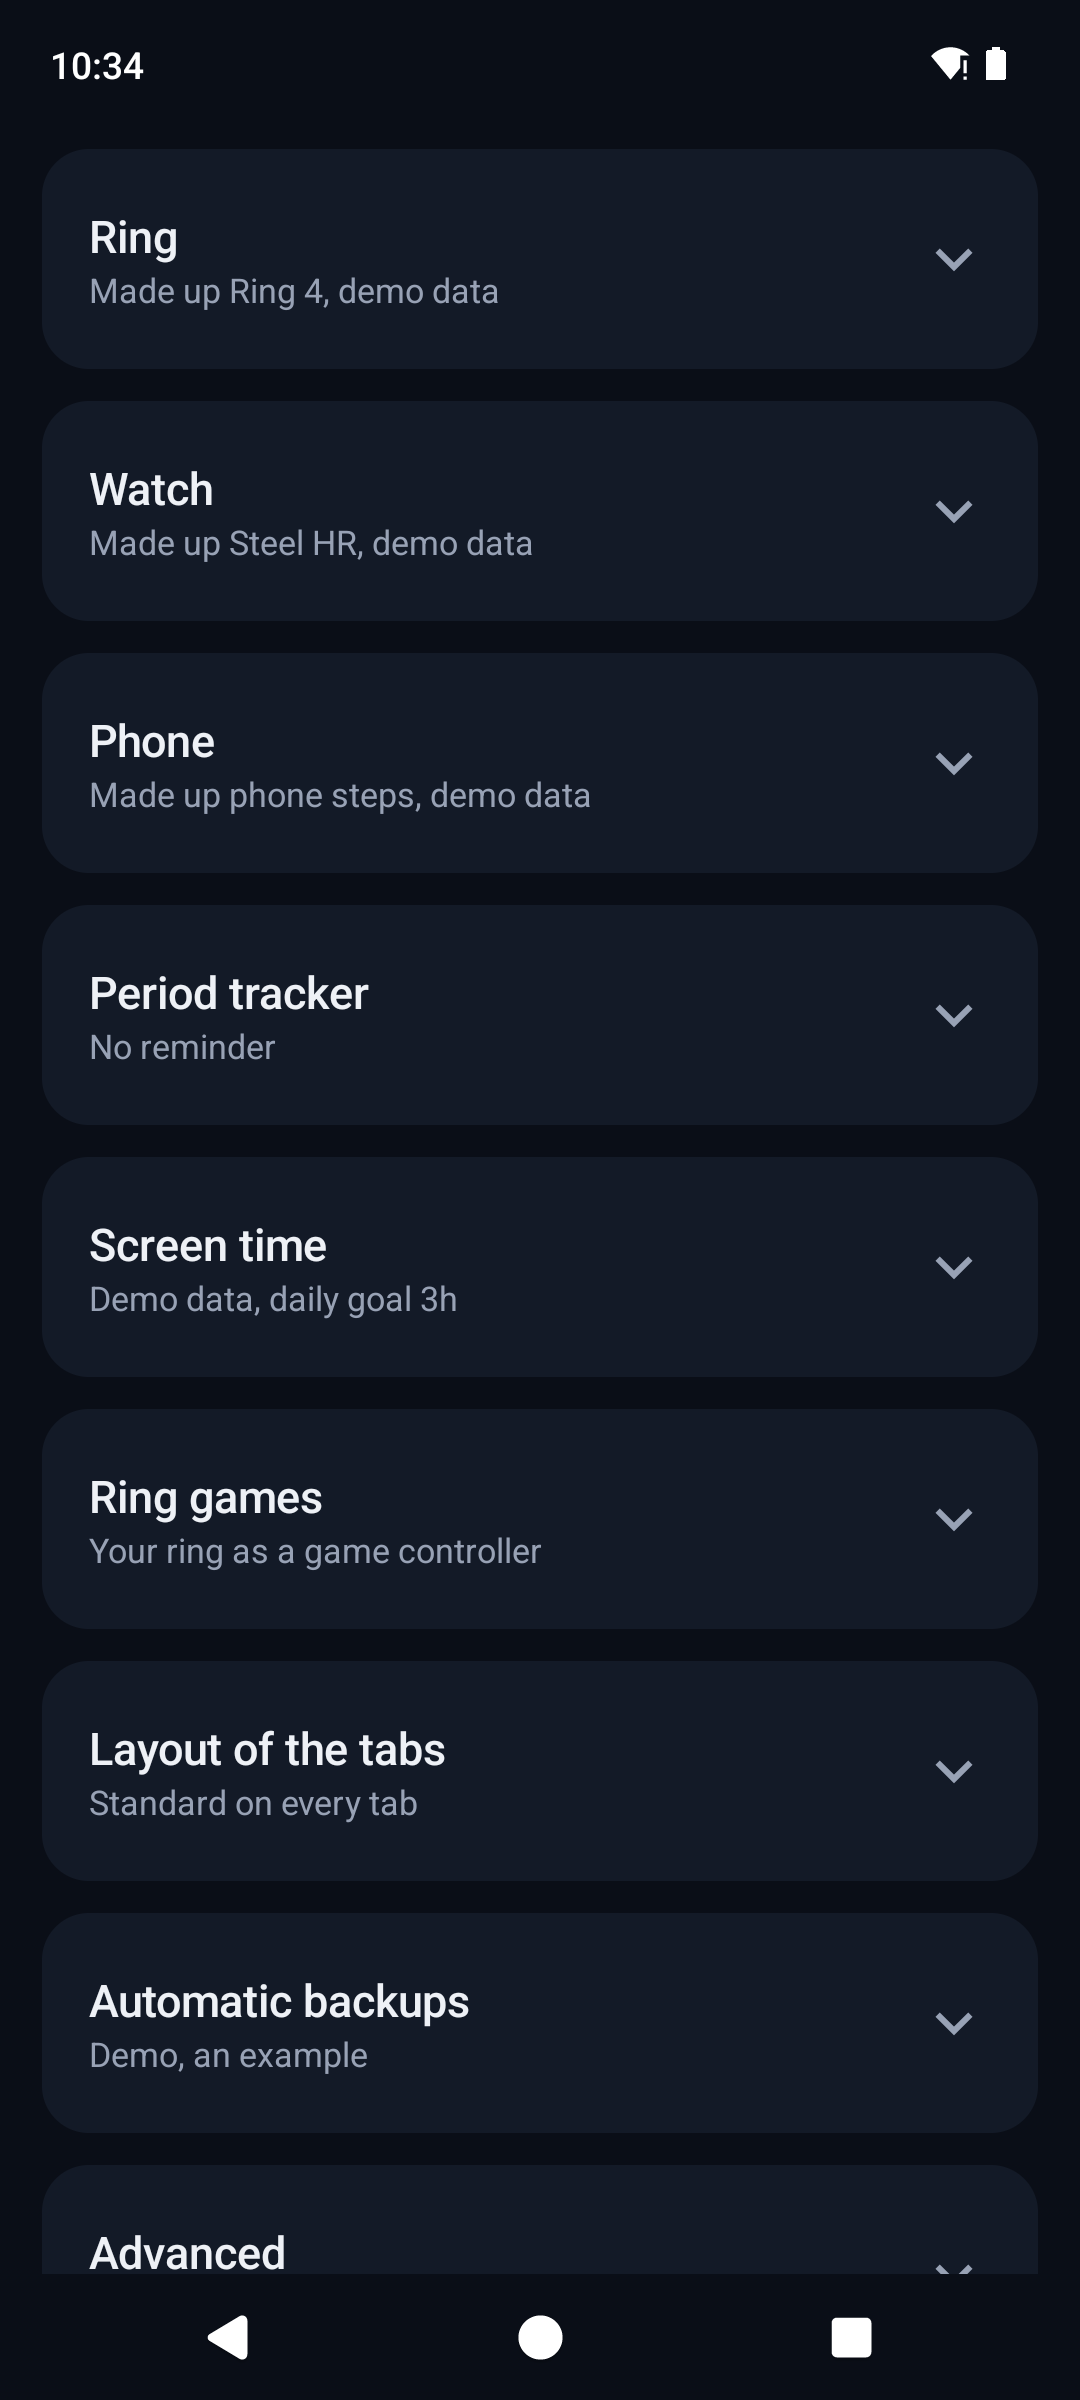 10:34
Ring
Made up Ring 4, demo data
Watch
Made up Steel HR, demo data
Phone
Made up phone steps, demo data
Period tracker
No reminder
Screen time
Demo data, daily goal 3h
Ring games
Your ring as a game controller
Layout of the tabs
Standard on every tab
Automatic backups
Demo, an example
Advanced